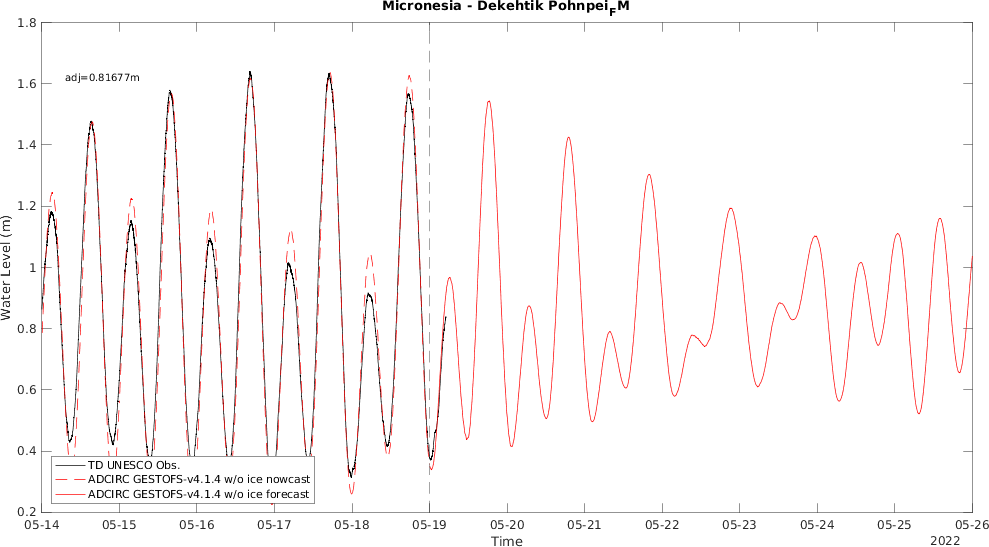 Micronesia - Dekehtik Pohnpei_FM
adj=0.81677m
Water Level (m)
1.8
1.6
1.4
1.2
1
0.8
0.6
0.4
0.2
TD UNESCO Obs.
ADCIRC GESTOFS-v4.1.4 w/o ice nowcast
ADCIRC GESTOFS-v4.1.4 w/o ice forecast
05-14 05-15 05-16 05-17 05-18 05-19 05-20 05-21 05-22 05-23 05-24 05-25 05-26
Time
2022